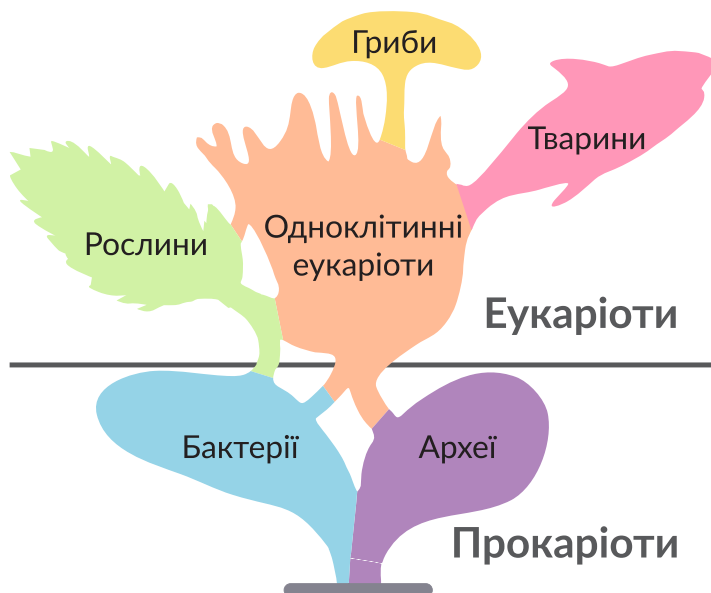 Гриби
Тварини
Рослини
Одноклітинні
еукаріоти
Еукаріоти
Бактерії
Археї
Прокаріоти